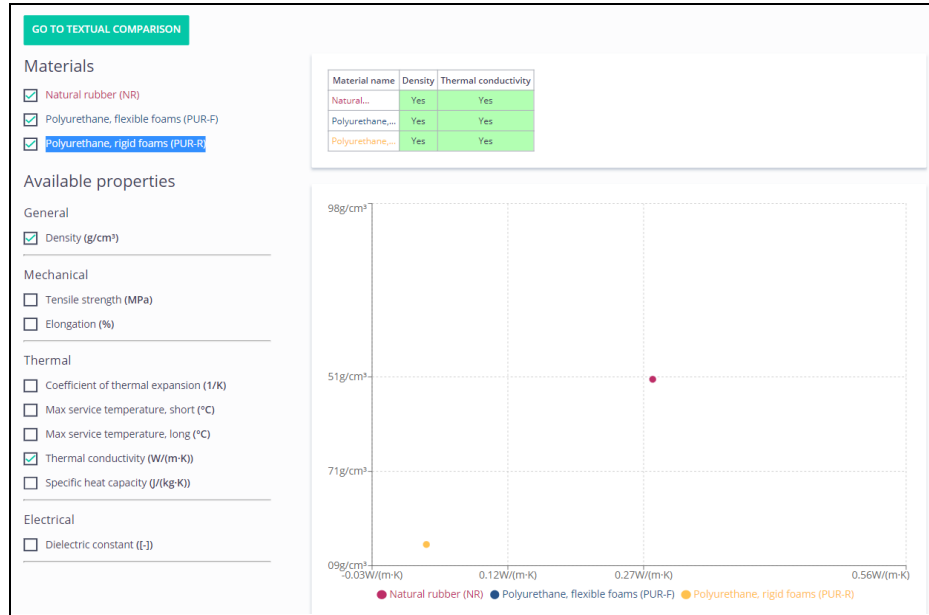 GO TO TEXTUAL COMPARISON
Materials
Natural rubber (NR)
Polyurethane, flexible foams (PUR-F)
Polyurethane, rigid foams (PUR-R)
Available properties
General
Density (g/cm³)
Mechanical
Tensile strength (MPa)
Elongation (%)
Thermal
Coefficient of thermal expansion (1/K)
Max service temperature, short (°C)
Max service temperature, long (°C)
Thermal conductivity (W/(m·K))
Specific heat capacity (J/(kg·K))
Electrical
Dielectric constant ([-])
Material name Density Thermal conductivity
Natural... Yes Yes
Polyurethane,... Yes Yes
Polyurethane,... Yes Yes
98g/cm³
51g/cm³
71g/cm³
09g/cm³
-0.03W/(m·K) 0.12W/(m·K) 0.27W/(m·K) 0.56W/(m·K)
Natural rubber (NR) Polyurethane, flexible foams (PUR-F) Polyurethane, rigid foams (PUR-R)